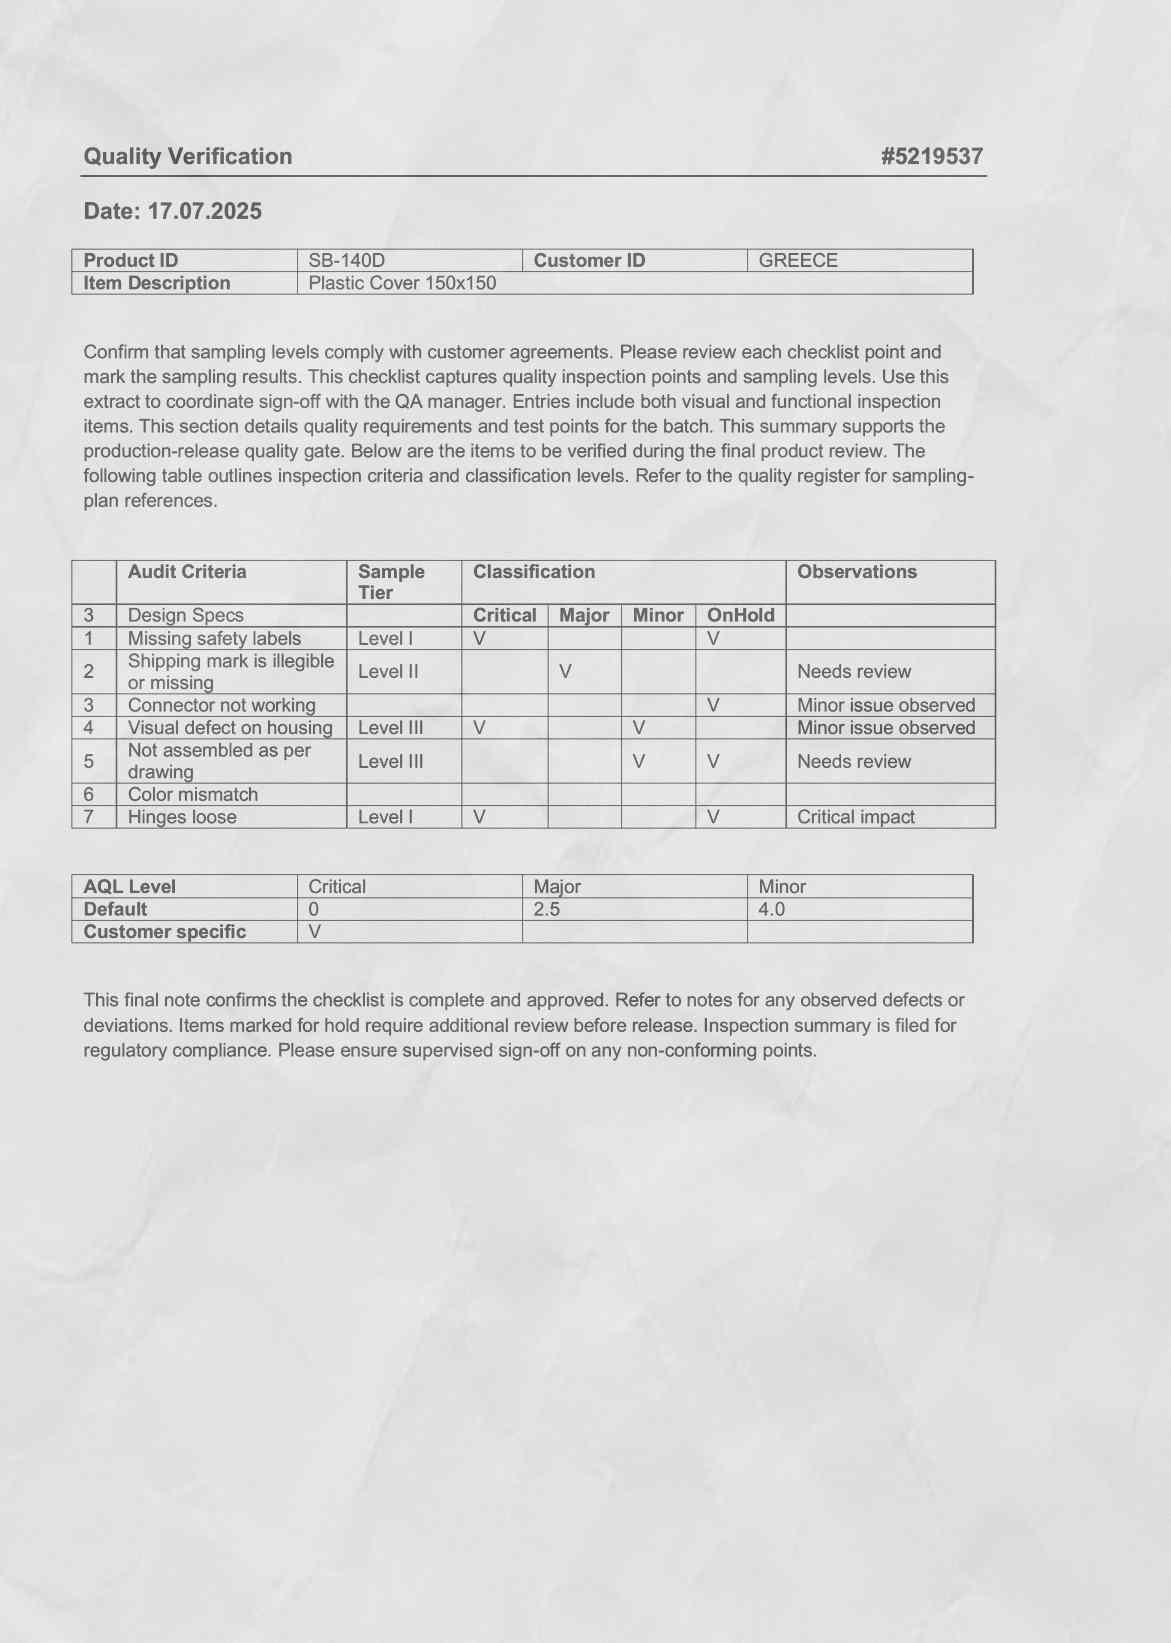 Quality Verification #5219537
Date: 17.07.2025
Product ID SB-140D Customer ID GREECE
Item Description Plastic Cover 150x150
Confirm that sampling levels comply with customer agreements. Please review each checklist point and
mark the sampling results. This checklist captures quality inspection points and sampling levels. Use this
extract to coordinate sign-off with the QA manager. Entries include both visual and functional inspection
items. This section details quality requirements and test points for the batch. This summary supports the
production-release quality gate. Below are the items to be verified during the final product review. The
following table outlines inspection criteria and classification levels. Refer to the quality register for sampling-
plan references.
Audit Criteria Sample Classification Observations
Tier
3 Design Specs Critical Major Minor OnHold
1 Missing safety labels Level I V V
Shipping mark is illegible
2 Level II V Needs review
or missing
3 Connector not working V Minor issue observed
4 Visual defect on housing Level III V V Minor issue observed
Not assembled as per
5 Level III V V Needs review
drawing
6 Color mismatch
7 Hinges loose Level I V V Critical impact
AQL Level Critical Major Minor
Default 0 2.5 4.0
Customer specific V
This final note confirms the checklist is complete and approved. Refer to notes for any observed defects or
deviations. Items marked for hold require additional review before release. Inspection summary is filed for
regulatory compliance. Please ensure supervised sign-off on any non-conforming points.